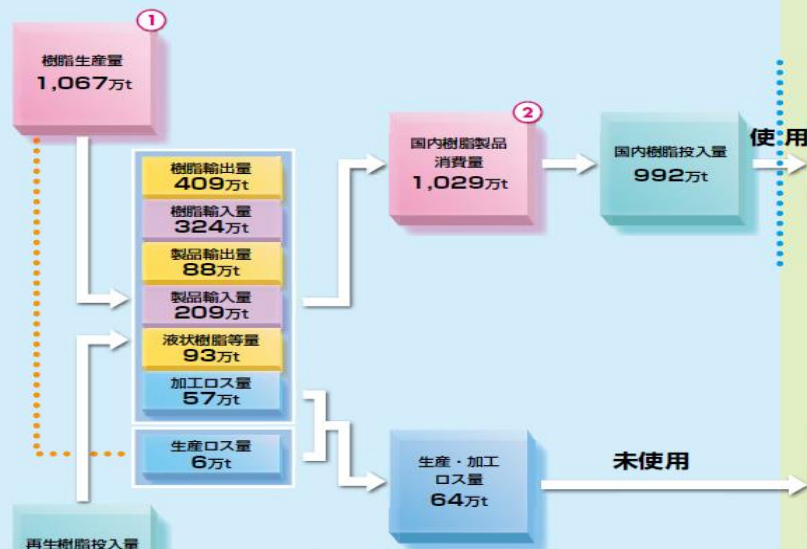 ①
樹脂生産量
1,067万t
樹脂輸出量
409万t
樹脂輸入量
324万t
製品輸出量
88万t
製品輸入量
209万t
液状樹脂等量
93万t
加工ロス量
57万t
生産ロス量
6万t
②
国内樹脂製品
消費量
1,029万t
国内樹脂投入量
992万t
使用
生産・加工
ロス量
64万t
未使用
再生樹脂投入量